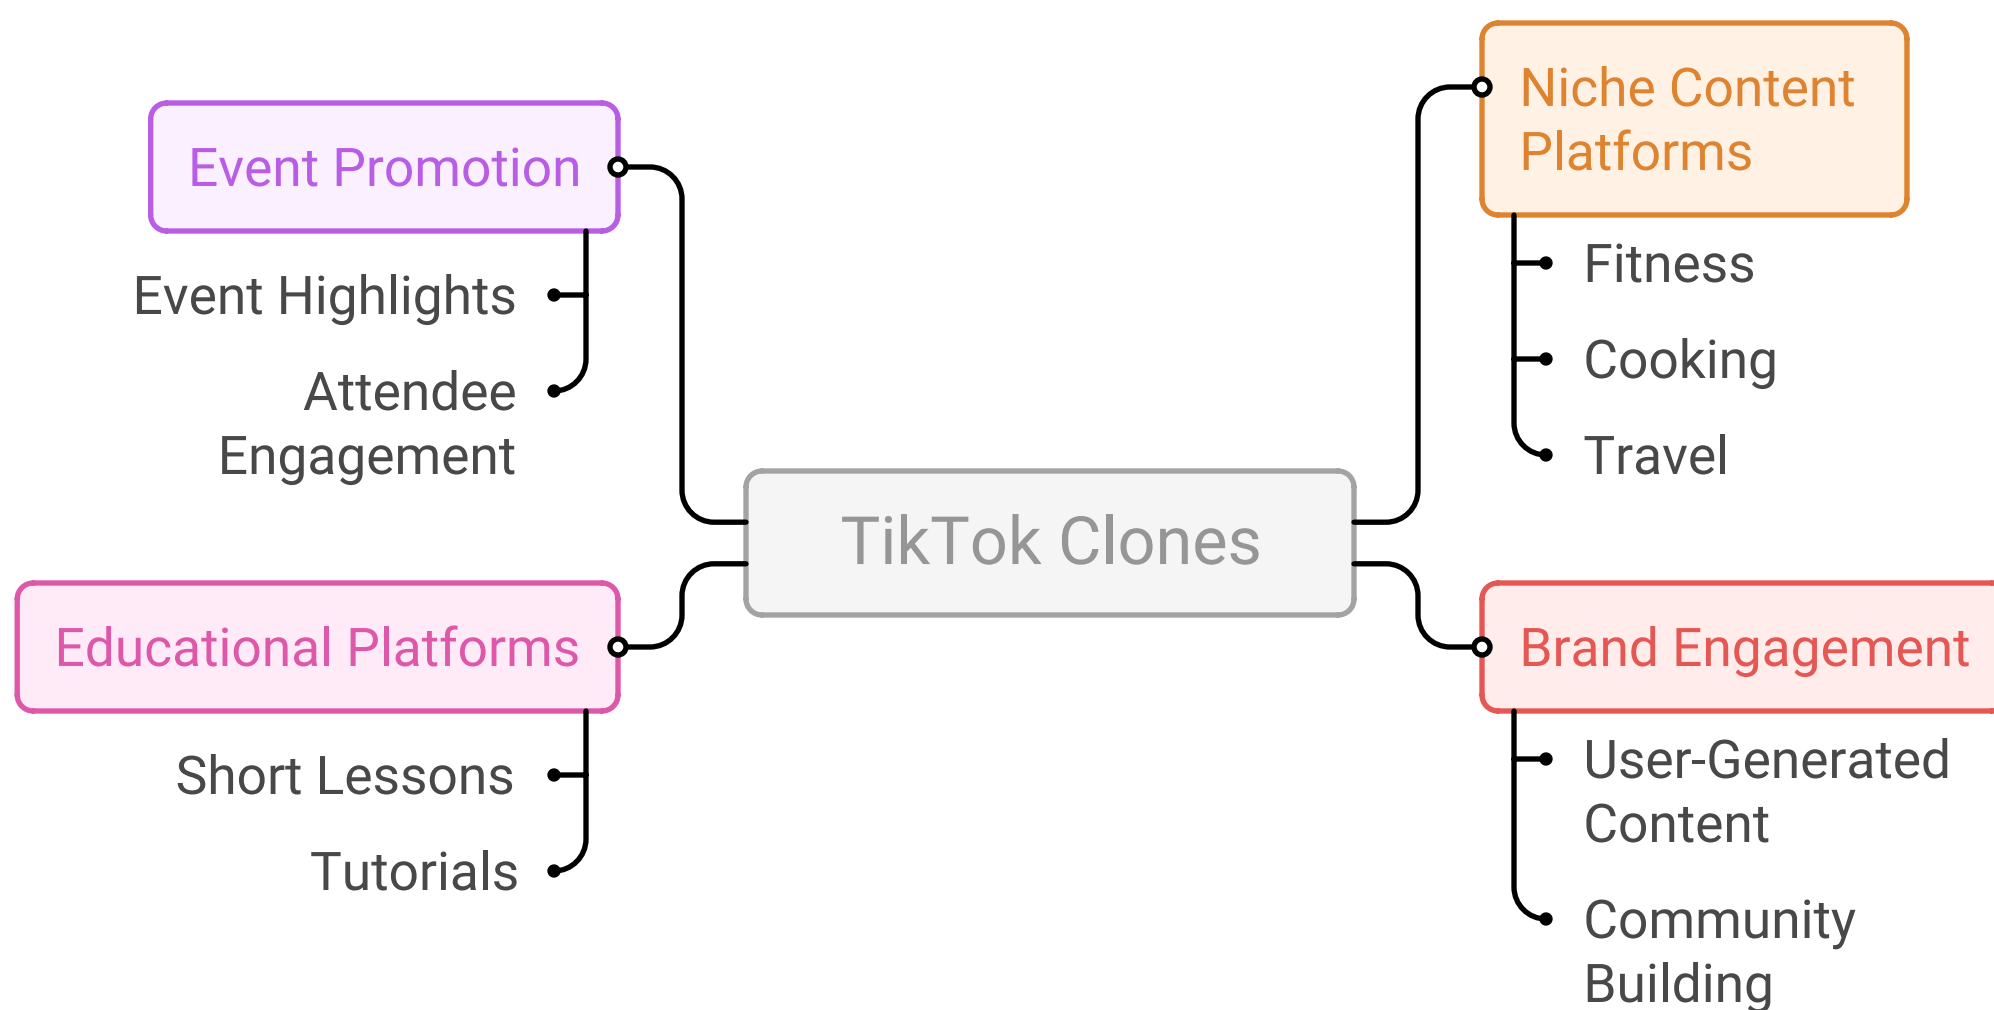 Event Promotion
Event Highlights
Attendee
Engagement
Educational Platforms
Short Lessons
Tutorials
TikTok Clones
Niche Content
Platforms
Fitness
Cooking
Travel
Brand Engagement
User-Generated
Content
Community
Building